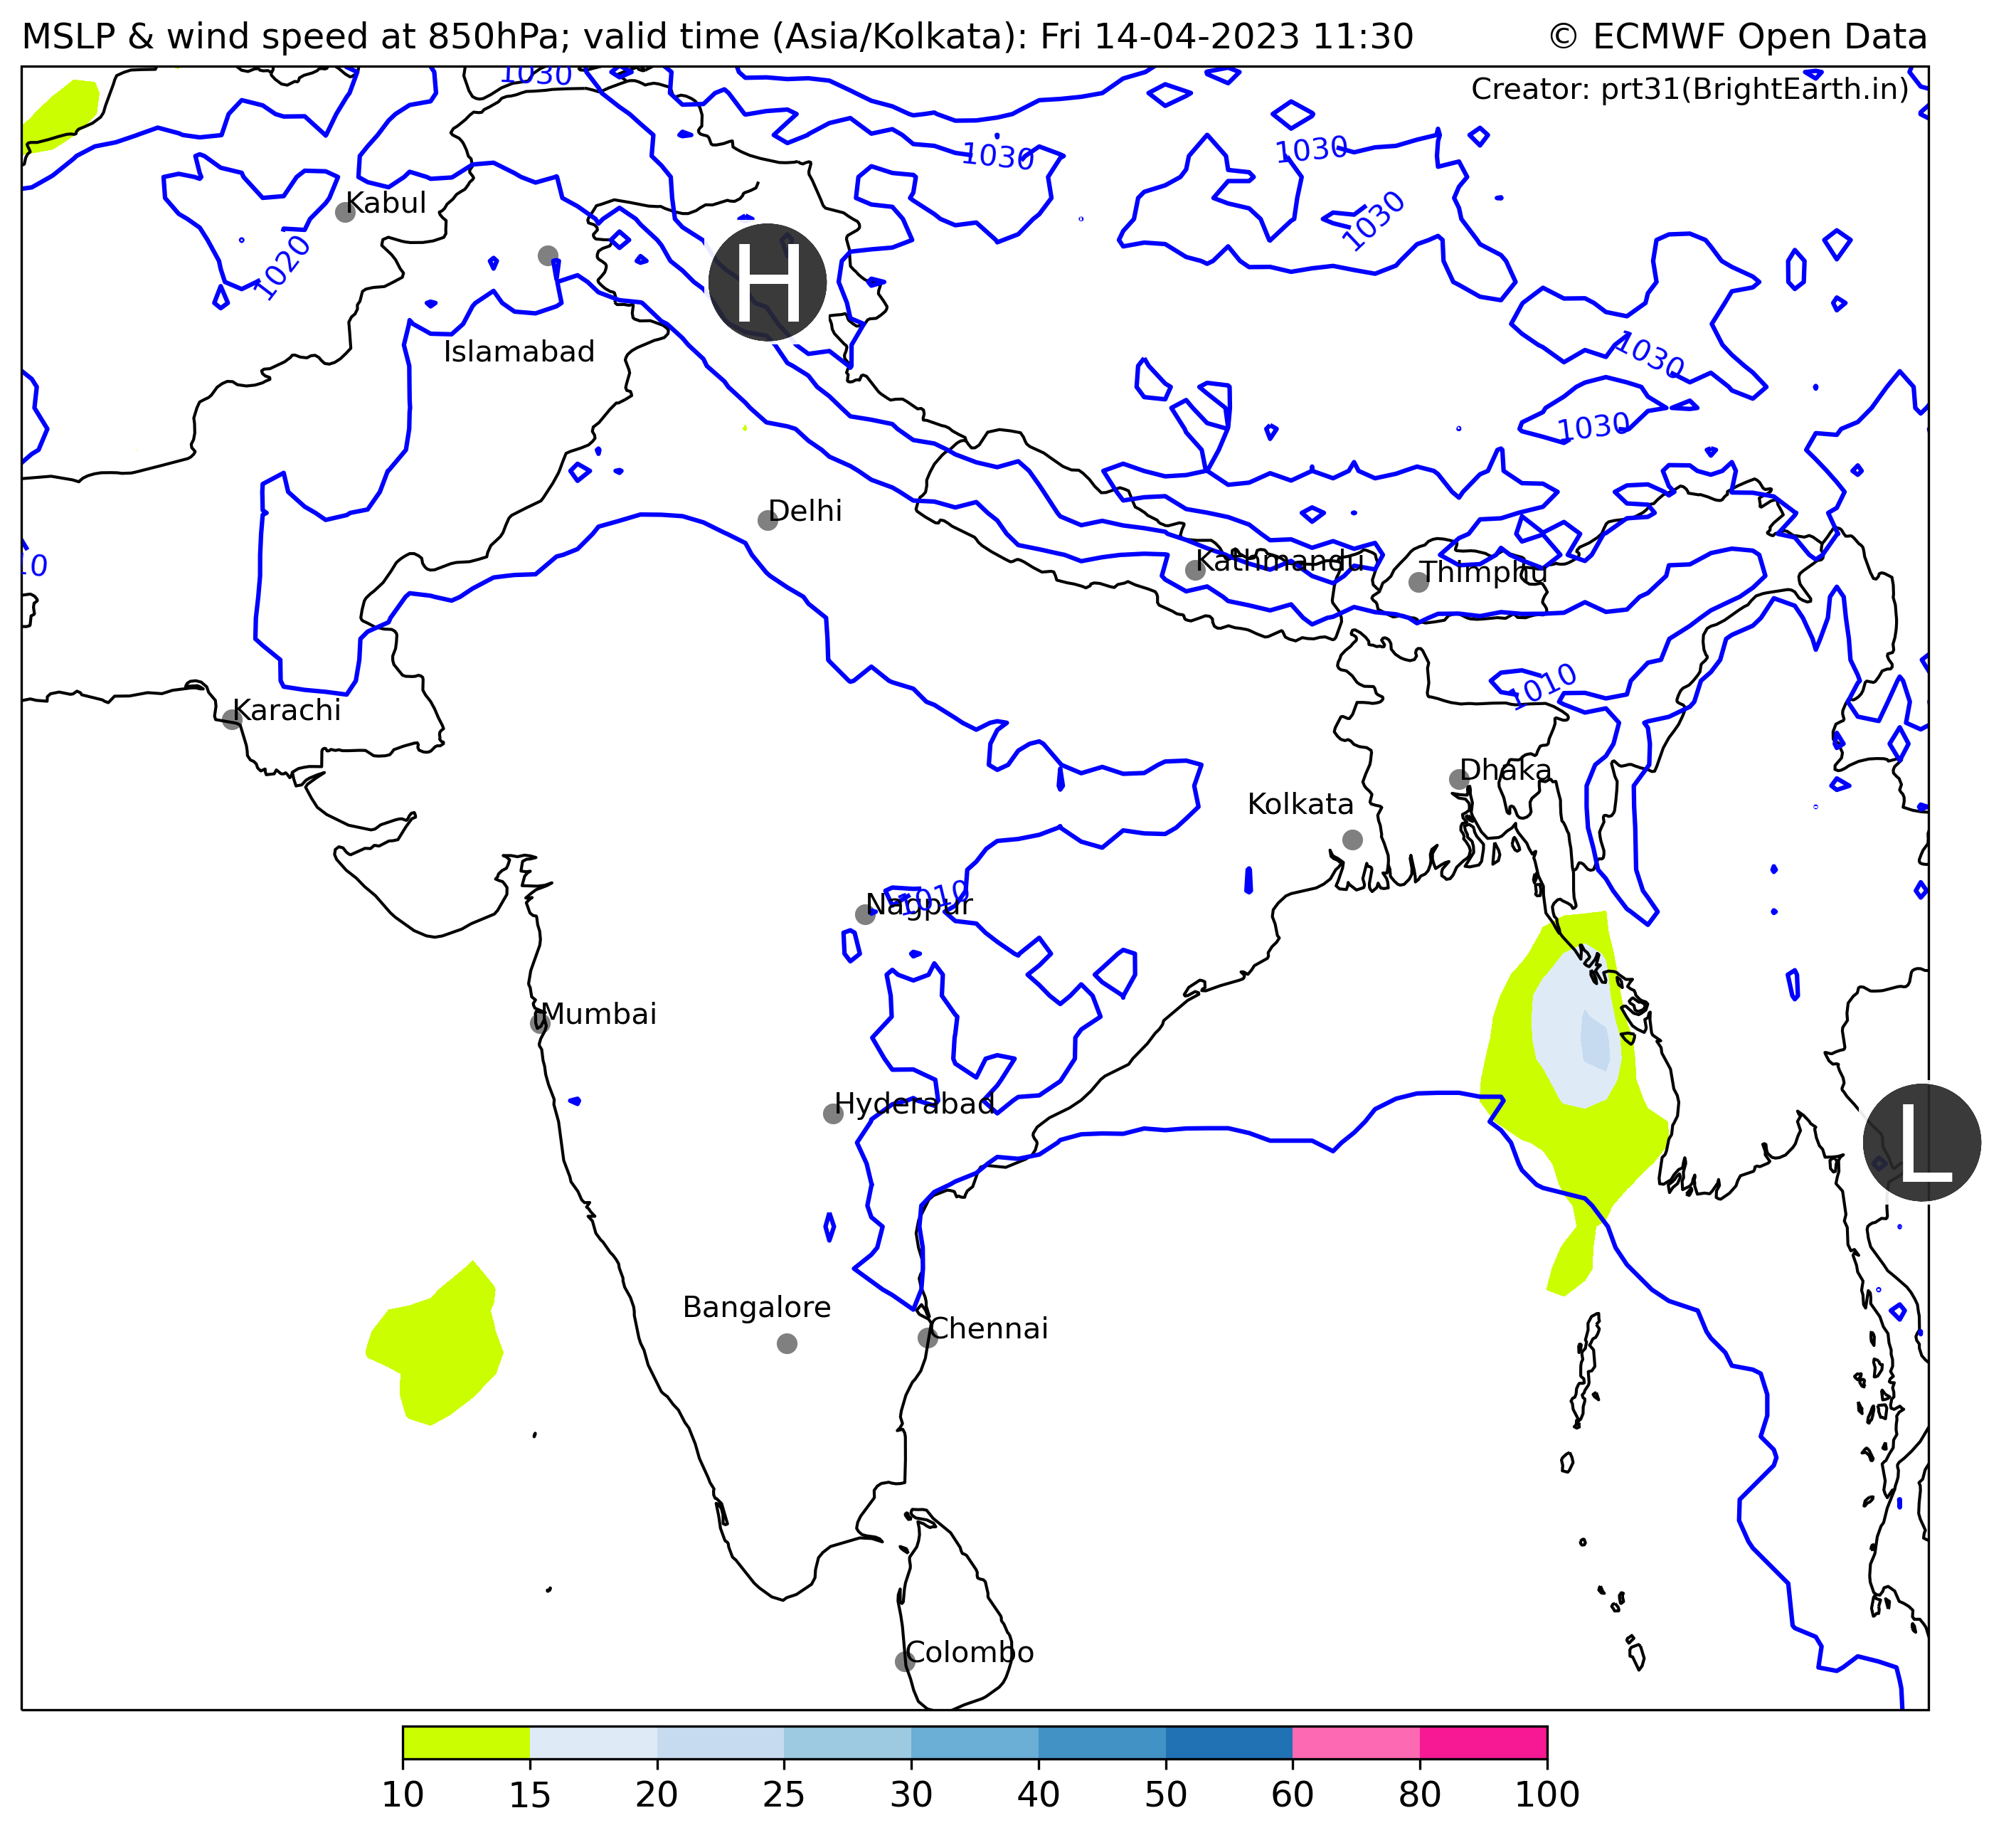 MSLP & wind speed at 850hPa; valid time (Asia/Kolkata): Fri 14-04-2023 11:30
© ECMWF Open Data
1030
Creator: prt31(BrightEarth.in)
1030
1030
Kabul
1030
1020
H
Islamabad
1030
1030
Delhi
10
Kathmandu
Thimphu
1010
Karachi
Dhaka
Kolkata
1010
Nagpur
Mumbai
Hyderabad
L
Bangalore
Chennai
Colombo
10 15 20 25 30 40 50 60 80 100